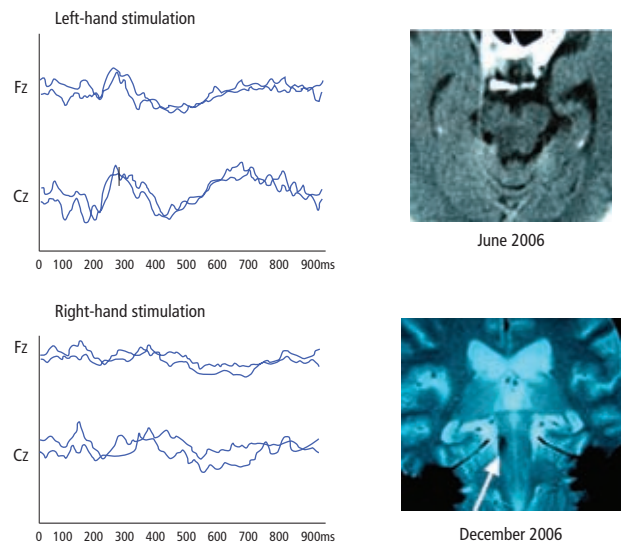 Left-hand stimulation
Fz
Cz
0 100 200 300 400 500 600 700 800 900ms
June 2006
Right-hand stimulation
Fz
Cz
0 100 200 300 400 500 600 700 800 900ms
December 2006